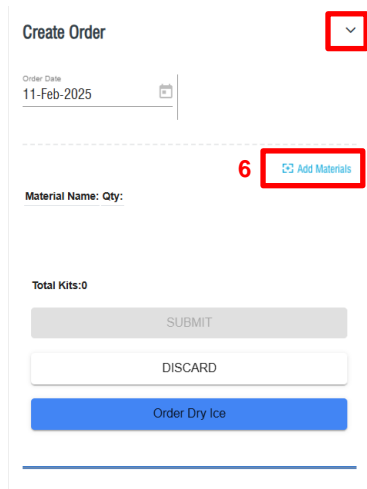 Create Order
Order Date
11-Feb-2025
6 Add Materials
Material Name: Qty:
Total Kits:0
SUBMIT
DISCARD
Order Dry Ice